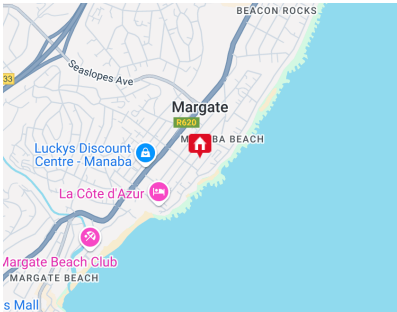 BEACON ROCKS
Seaslopes Ave
33
Margate
R620
BEACH
Luckys Discount
Centre - Manaba
La Côte d'Azur
Margate Beach Club
MARGATE BEACH
s Mall